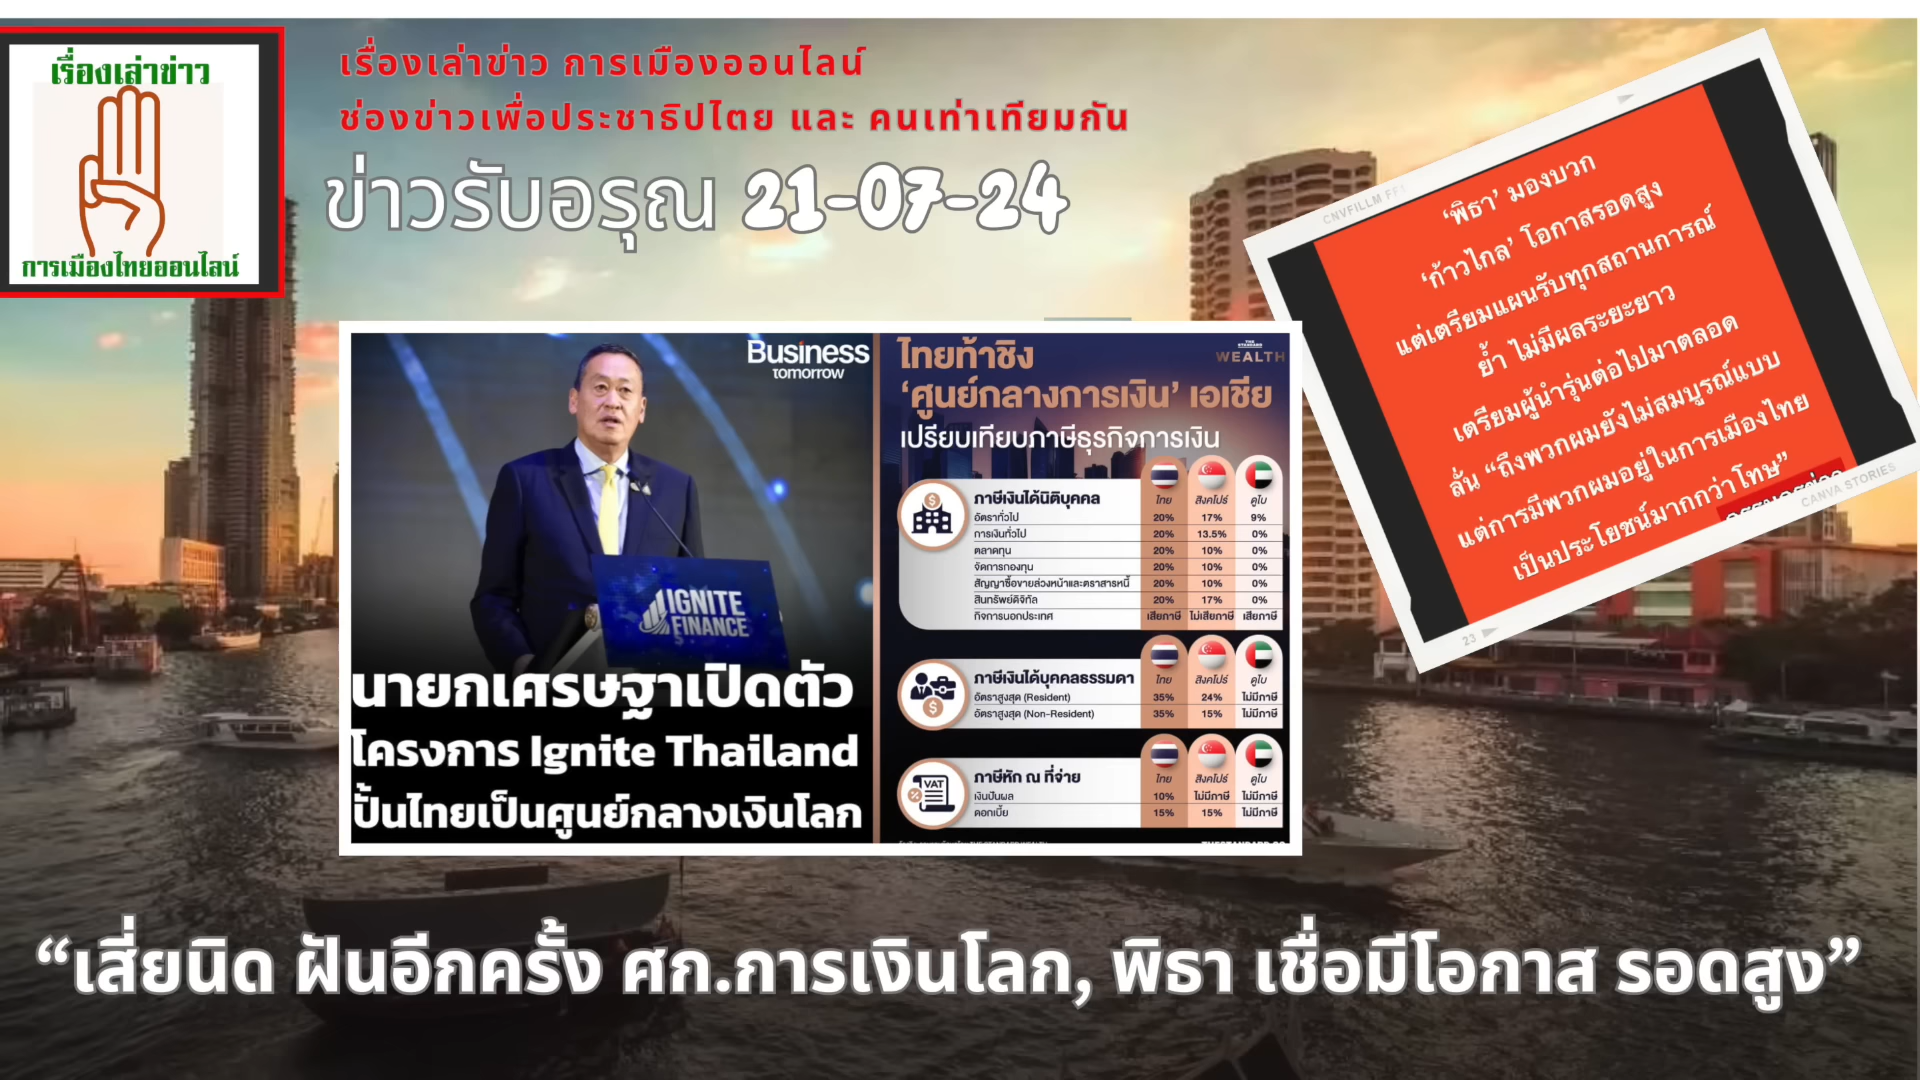 เรื่องเล่าข่าว
การเมืองไทยออนไลน์
เรื่องเล่าข่าว การเมืองออนไลน์
ช่องข่าวเพื่อประชาธิปไตย และ คนเท่าเทียมกัน
ข่าวรับอรุณ 21-07-24
Business
tomorrow
IGNITE
FINANCE
นายกเศรษฐาเปิดตัว
โครงการ Ignite Thailand
ปั้นไทยเป็นศูนย์กลางเงินโลก
ไทยท้าชิง
THE STANDARD
WEALTH
‘ศูนย์กลางการเงิน’ เอเชีย
เปรียบเทียบภาษีธุรกิจการเงิน
ภาษีเงินได้นิติบุคคล ไทย สิงคโปร์ ดูไบ
อัตราทั่วไป 20% 17% 9%
การเงินทั่วไป 20% 13.5% 0%
ตลาดทุน 20% 10% 0%
จัดการกองทุน 20% 10% 0%
สัญญาซื้อขายล่วงหน้าและตราสารหนี้ 20% 10% 0%
สินทรัพย์ดิจิทัล 20% 17% 0%
กิจการนอกประเทศ เสียภาษี ไม่เสียภาษี เสียภาษี
ภาษีเงินได้บุคคลธรรมดา ไทย สิงคโปร์ ดูไบ
อัตราสูงสุด (Resident) 35% 24% ไม่มีภาษี
อัตราสูงสุด (Non-Resident) 35% 15% ไม่มีภาษี
VAT
ภาษีหัก ณ ที่จ่าย ไทย สิงคโปร์ ดูไบ
เงินปันผล 10% ไม่มีภาษี ไม่มีภาษี
ดอกเบี้ย 15% 15% ไม่มีภาษี
‘พิธา’ มองบวก
‘ก้าวไกล’ โอกาสรอดสูง
แต่เตรียมแผนรับทุกสถานการณ์
ย้ำ ไม่มีผลระยะยาว
เตรียมผู้นำรุ่นต่อไปมาตลอด
ลั่น “ถึงพวกผมยังไม่สมบูรณ์แบบ
แต่การมีพวกผมอยู่ในการเมืองไทย
เป็นประโยชน์มากกว่าโทษ”
CANVA STORIES
23
“เสี่ยนิด ฝันอีกครั้ง ศก.การเงินโลก, พิธา เชื่อมีโอกาส รอดสูง”